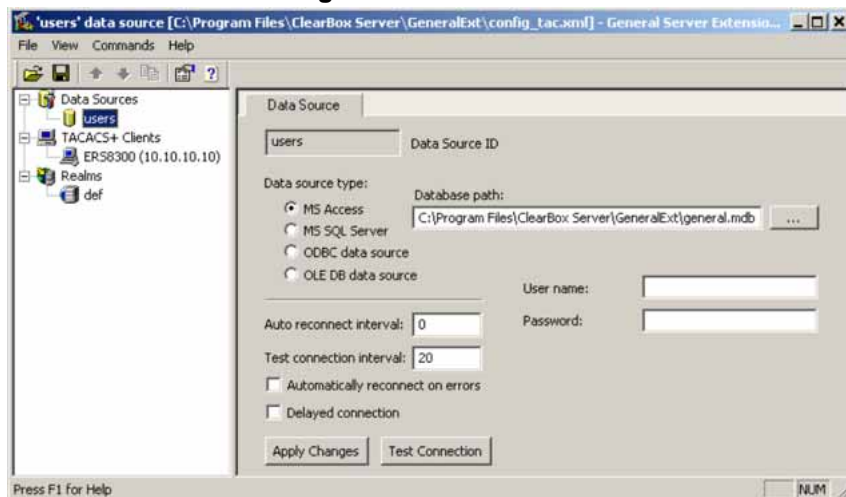 'users' data source [C:\Program Files\ClearBox Server\GeneralExt\config_tac.xml] - General Server Extensio...
File View Commands Help
Data Sources
users
TACACS+ Clients
ERS8300 (10.10.10.10)
Realms
def
Data Source
users
Data Source ID
Data source type:
MS Access
MS SQL Server
ODBC data source
OLE DB data source
Database path:
C:\Program Files\ClearBox Server\GeneralExt\general.mdb
...
User name:
Password:
Auto reconnect interval: 0
Test connection interval: 20
Automatically reconnect on errors
Delayed connection
Apply Changes
Test Connection
Press F1 for Help
NUM